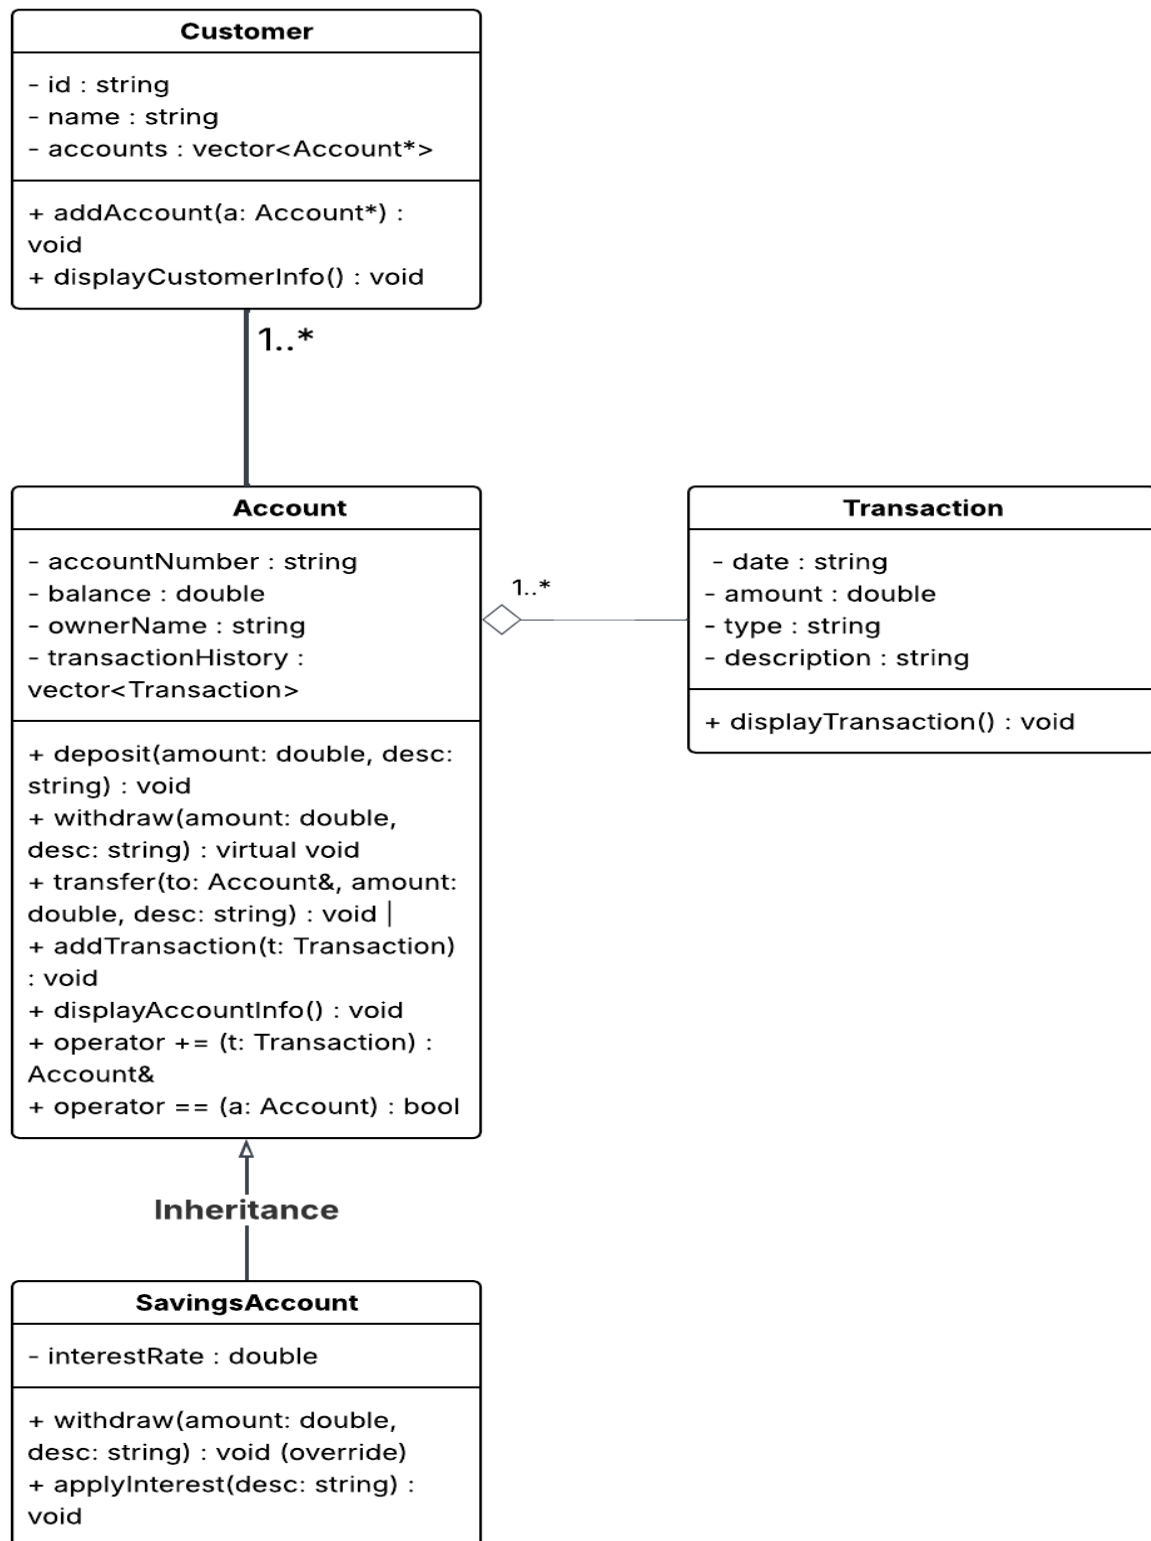 Customer
- id : string
- name : string
- accounts : vector<Account*>
+ addAccount(a: Account*) :
void
+ displayCustomerInfo() : void
1..*
Account
- accountNumber : string
- balance : double
- ownerName : string
- transactionHistory :
vector<Transaction>
+ deposit(amount: double, desc:
string) : void
+ withdraw(amount: double,
desc: string) : virtual void
+ transfer(to: Account&, amount:
double, desc: string) : void |
+ addTransaction(t: Transaction)
: void
+ displayAccountInfo() : void
+ operator += (t: Transaction) :
Account&
+ operator == (a: Account) : bool
1..*
Transaction
- date : string
- amount : double
- type : string
- description : string
+ displayTransaction() : void
Inheritance
SavingsAccount
- interestRate : double
+ withdraw(amount: double,
desc: string) : void (override)
+ applyInterest(desc: string) :
void